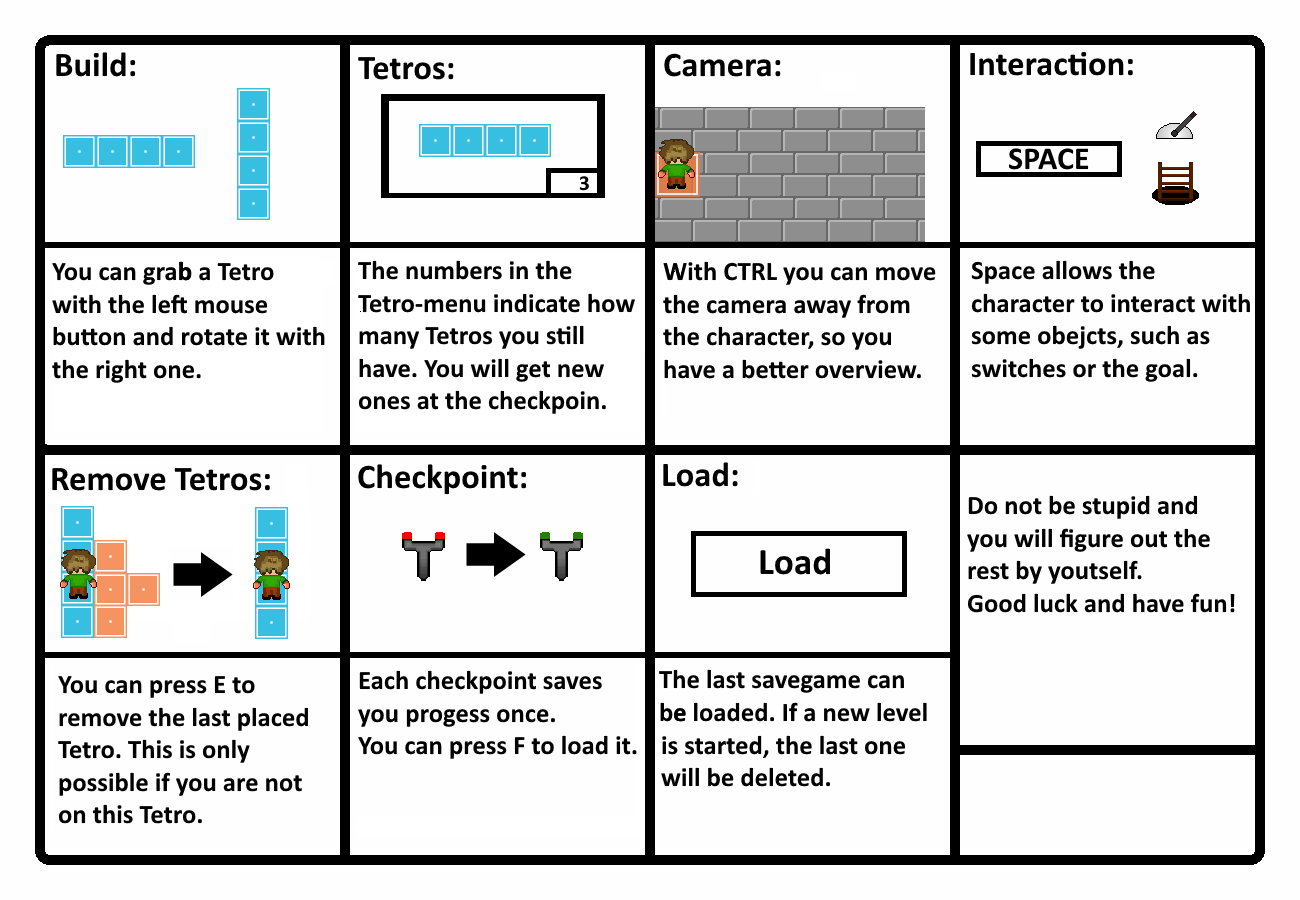 Build:
You can grab a Tetro
with the left mouse
button and rotate it with
the right one.
Tetros:
3
The numbers in the
Tetro-menu indicate how
many Tetros you still
have. You will get new
ones at the checkpoin.
Camera:
With CTRL you can move
the camera away from
the character, so you
have a better overview.
Interaction:
SPACE
Space allows the
character to interact with
some obejcts, such as
switches or the goal.
Remove Tetros:
You can press E to
remove the last placed
Tetro. This is only
possible if you are not
on this Tetro.
Checkpoint:
Each checkpoint saves
you progess once.
You can press F to load it.
Load:
Load
The last savegame can
be loaded. If a new level
is started, the last one
will be deleted.
Do not be stupid and
you will figure out the
rest by youtself.
Good luck and have fun!